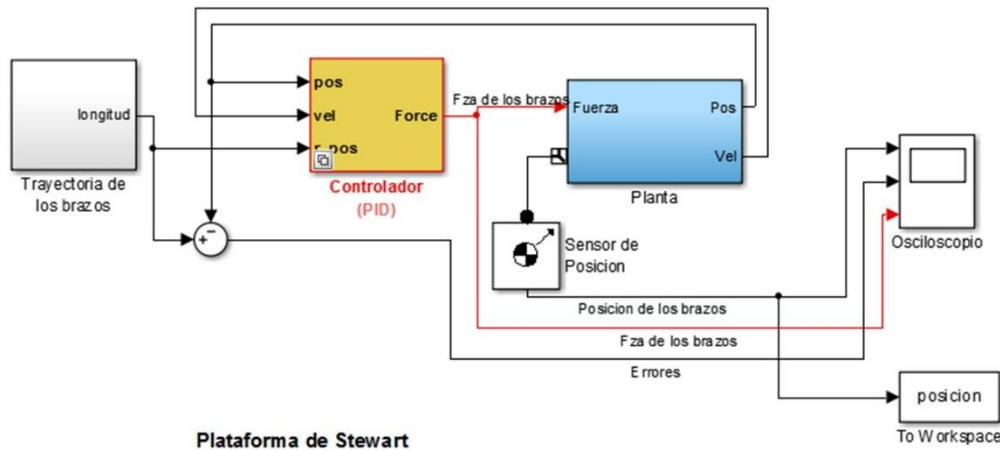 longitud
Trayectoria de
los brazos
pos
vel
r_pos
Force
Controlador
(PID)
Fza de los brazos
Fuerza
Pos
Vel
Planta
Sensor de
Posicion
Osciloscopio
Posicion de los brazos
Fza de los brazos
Errores
posicion
To Workspace
Plataforma de Stewart